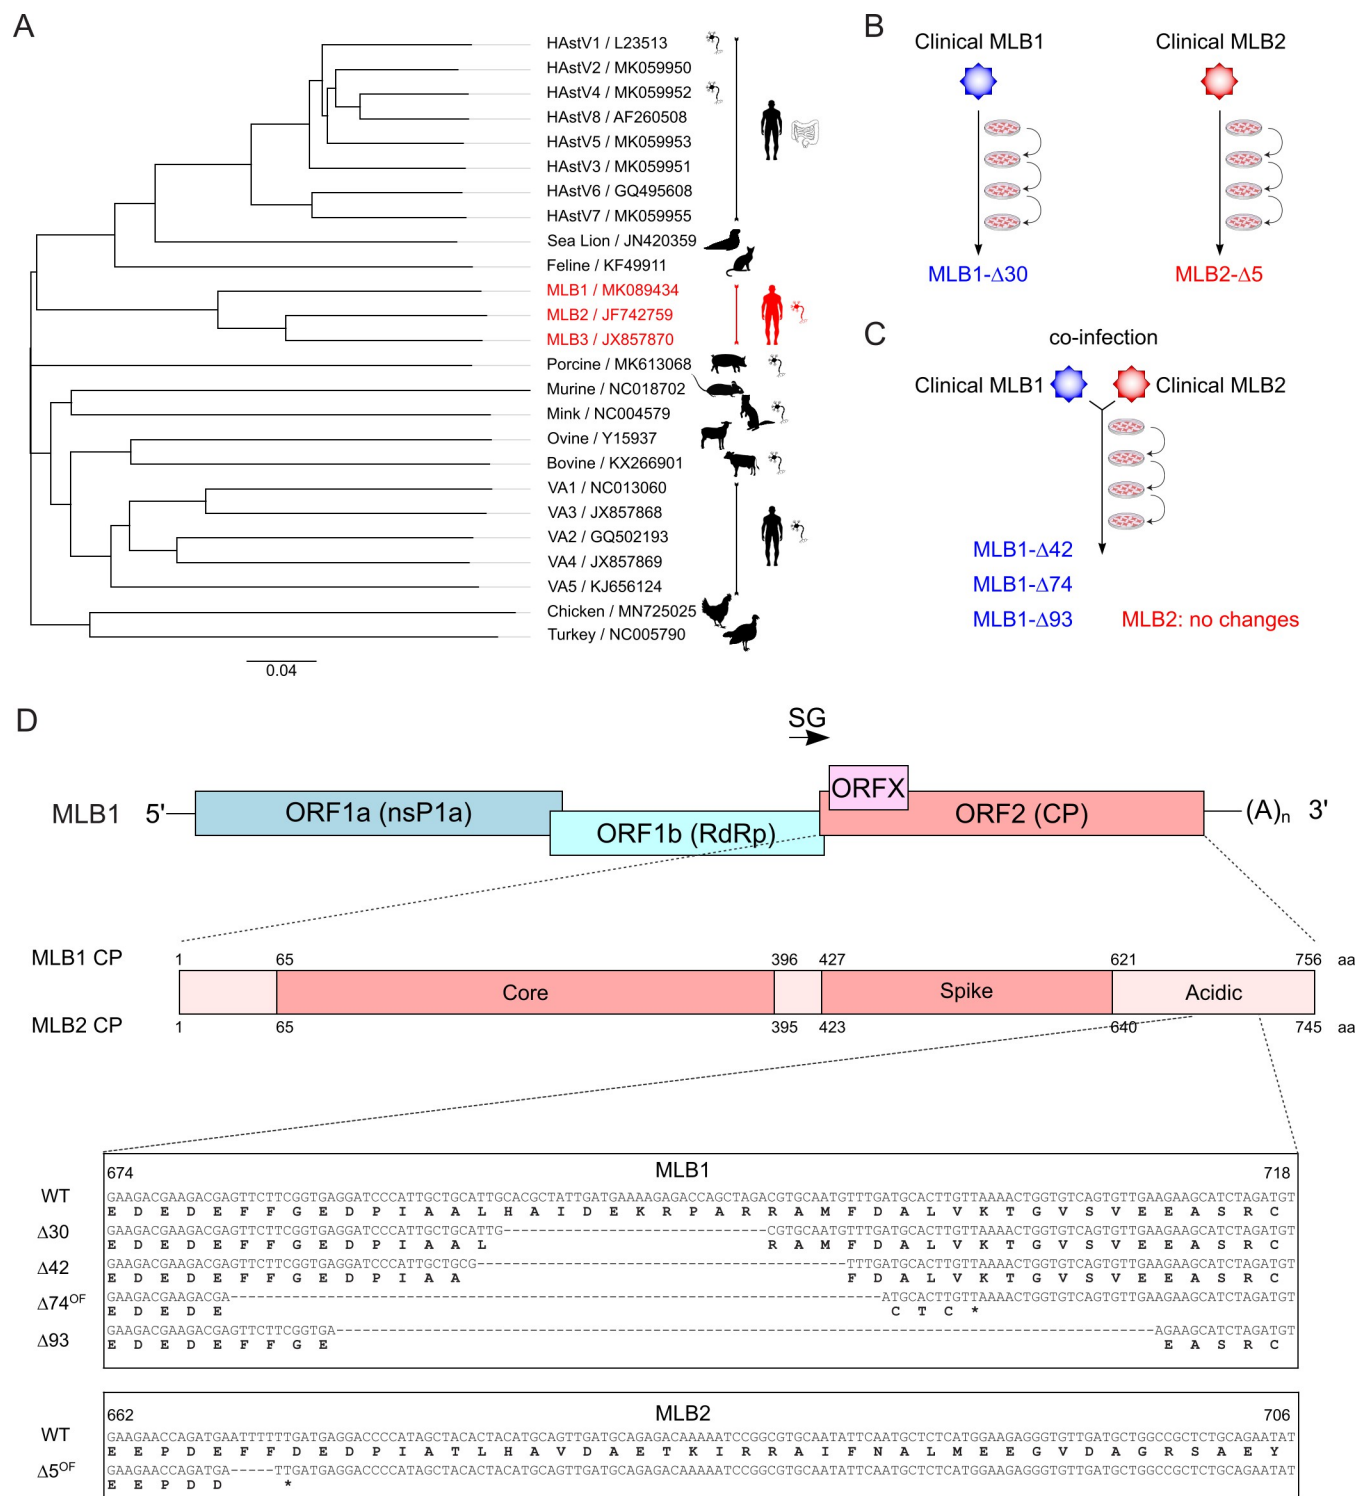 A
HAstV1 / L23513
HAstV2 / MK059950
HAstV4 / MK059952
HAstV8 / AF260508
HAstV5 / MK059953
HAstV3 / MK059951
HAstV6 / GQ495608
HAstV7 / MK059955
Sea Lion / JN420359
Feline / KF49911
MLB1 / MK089434
MLB2 / JF742759
MLB3 / JX857870
Porcine / MK613068
Murine / NC018702
Mink / NC004579
Ovine / Y15937
Bovine / KX266901
VA1 / NC013060
VA3 / JX857868
VA2 / GQ502193
VA4 / JX857869
VA5 / KJ656124
Chicken / MN725025
Turkey / NC005790
0.04
B
Clinical MLB1 Clinical MLB2
MLB1-Δ30 MLB2-Δ5
C
co-infection
Clinical MLB1 Clinical MLB2
MLB1-Δ42
MLB1-Δ74
MLB1-Δ93 MLB2: no changes
D
SG
ORFX
MLB1 5' ORF1a (nsP1a) ORF2 (CP) (A)n 3'
ORF1b (RdRp)
MLB1 CP 1 65 396 427 621 756 aa
Core Spike Acidic
MLB2 CP 1 65 395 423 640 745 aa
674 MLB1 718
WT GAAGACGAAGACGAGTTCTTCGGTGAGGATCCCATTGCTGCATTGCACGCTATTGATGAAAAGAGACCAGCTAGACGTGCAATGTTTGATGCACTTGTTAAAACTGGTGTCAGTGTTGAAGAAGCATCTAGATGT
E D E D E F F G E D P I A A L H A I D E K R P A R R A M F D A L V K T G V S V E E A S R C
Δ30 GAAGACGAAGACGAGTTCTTCGGTGAGGATCCCATTGCTGCATTG------------------------------CGTGCAATGTTTGATGCACTTGTTAAAACTGGTGTCAGTGTTGAAGAAGCATCTAGATGT
E D E D E F F G E D P I A A L R A M F D A L V K T G V S V E E A S R C
Δ42 GAAGACGAAGACGAGTTCTTCGGTGAGGATCCCATTGCTGCG------------------------------------------TTTGATGCACTTGTTAAAACTGGTGTCAGTGTTGAAGAAGCATCTAGATGT
E D E D E F F G E D P I A A F D A L V K T G V S V E E A S R C
Δ74OF GAAGACGAAGACGA--------------------------------------------------------------------------ATGCACTTGTTAAAACTGGTGTCAGTGTTGAAGAAGCATCTAGATGT
E D E D E C T C *
Δ93 GAAGACGAAGACGAGTTCTTCGGTGA---------------------------------------------------------------------------------------------AGAAGCATCTAGATGT
E D E D E F F G E E A S R C
662 MLB2 706
WT GAAGAACCAGATGAATTTTTTGATGAGGACCCCATAGCTACACTACATGCAGTTGATGCAGAGACAAAAATCCGGCGTGCAATATTCAATGCTCTCATGGAAGAGGGTGTTGATGCTGGCCGCTCTGCAGAATAT
E E P D E F F D E D P I A T L H A V D A E T K I R R A I F N A L M E E G V D A G R S A E Y
Δ5OF GAAGAACCAGATGA-----TTGATGAGGACCCCATAGCTACACTACATGCAGTTGATGCAGAGACAAAAATCCGGCGTGCAATATTCAATGCTCTCATGGAAGAGGGTGTTGATGCTGGCCGCTCTGCAGAATAT
E E P D D *